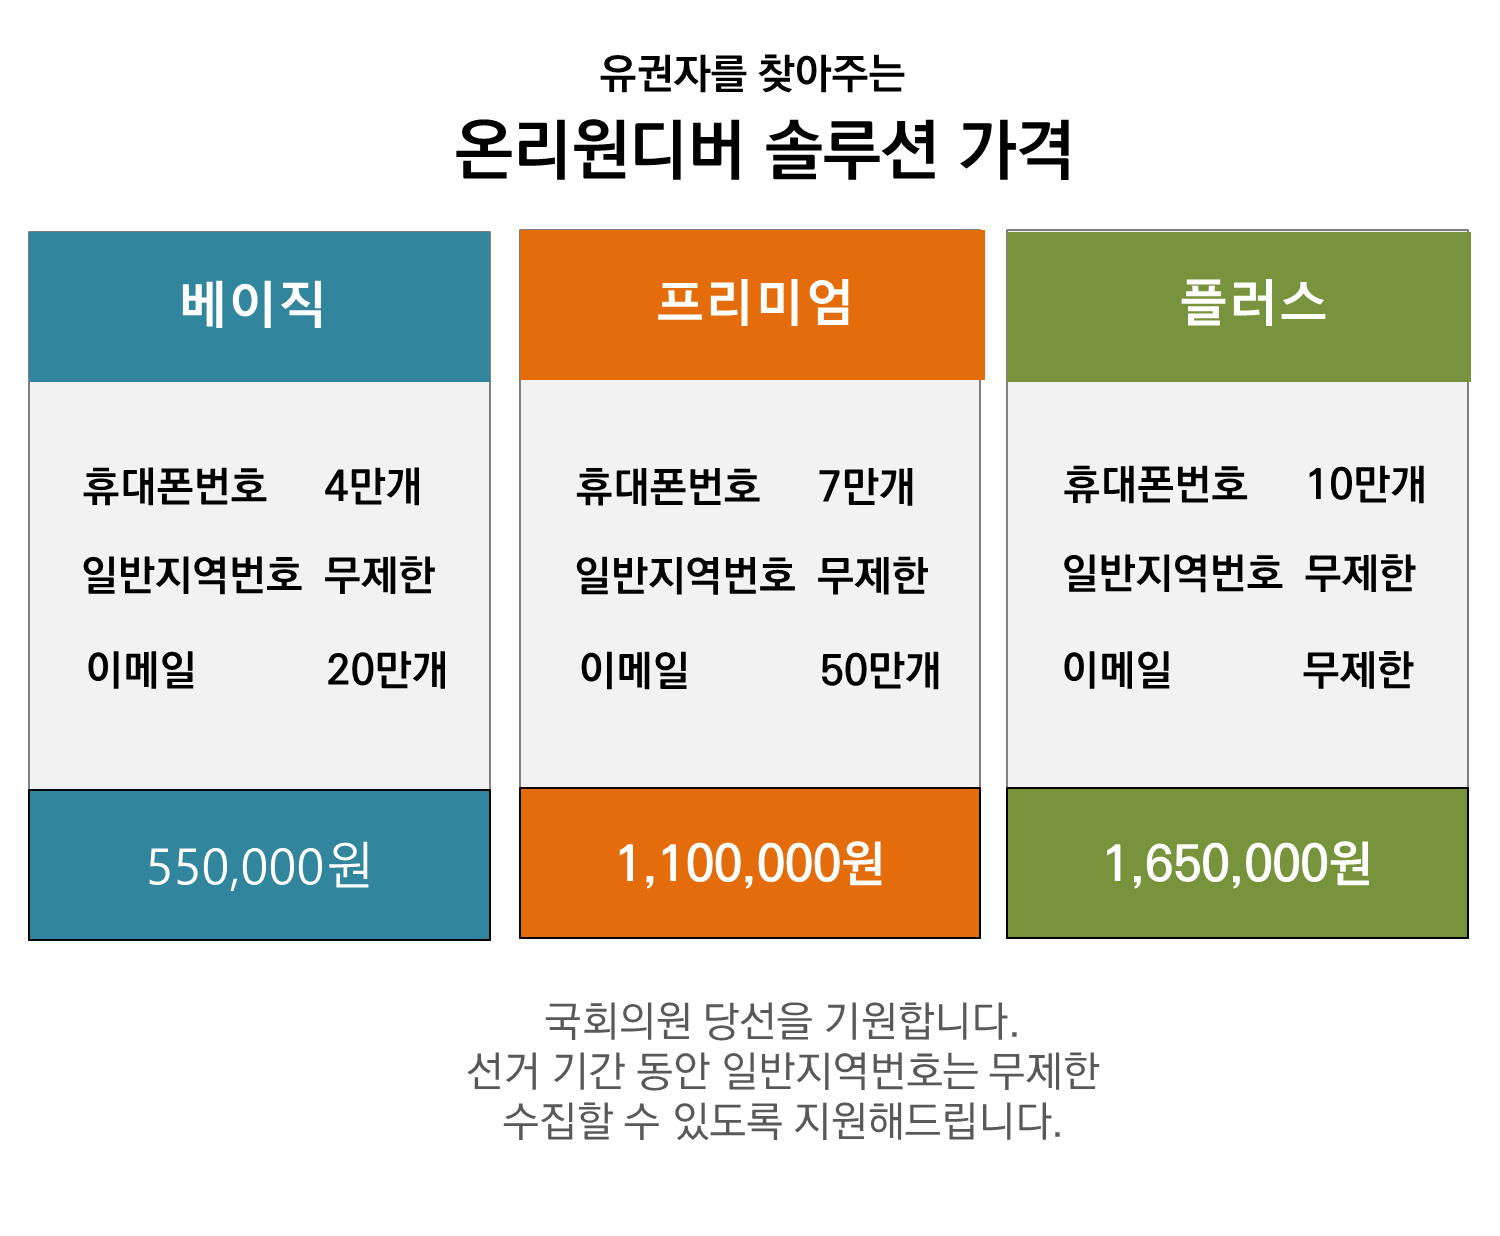 유권자를 찾아주는
온리원디버 솔루션 가격
베이직
휴대폰번호 4만개
일반지역번호 무제한
이메일 20만개
550,000원
프리미엄
휴대폰번호 7만개
일반지역번호 무제한
이메일 50만개
1,100,000원
플러스
휴대폰번호 10만개
일반지역번호 무제한
이메일 무제한
1,650,000원
국회의원 당선을 기원합니다.
선거 기간 동안 일반지역번호는 무제한
수집할 수 있도록 지원해드립니다.